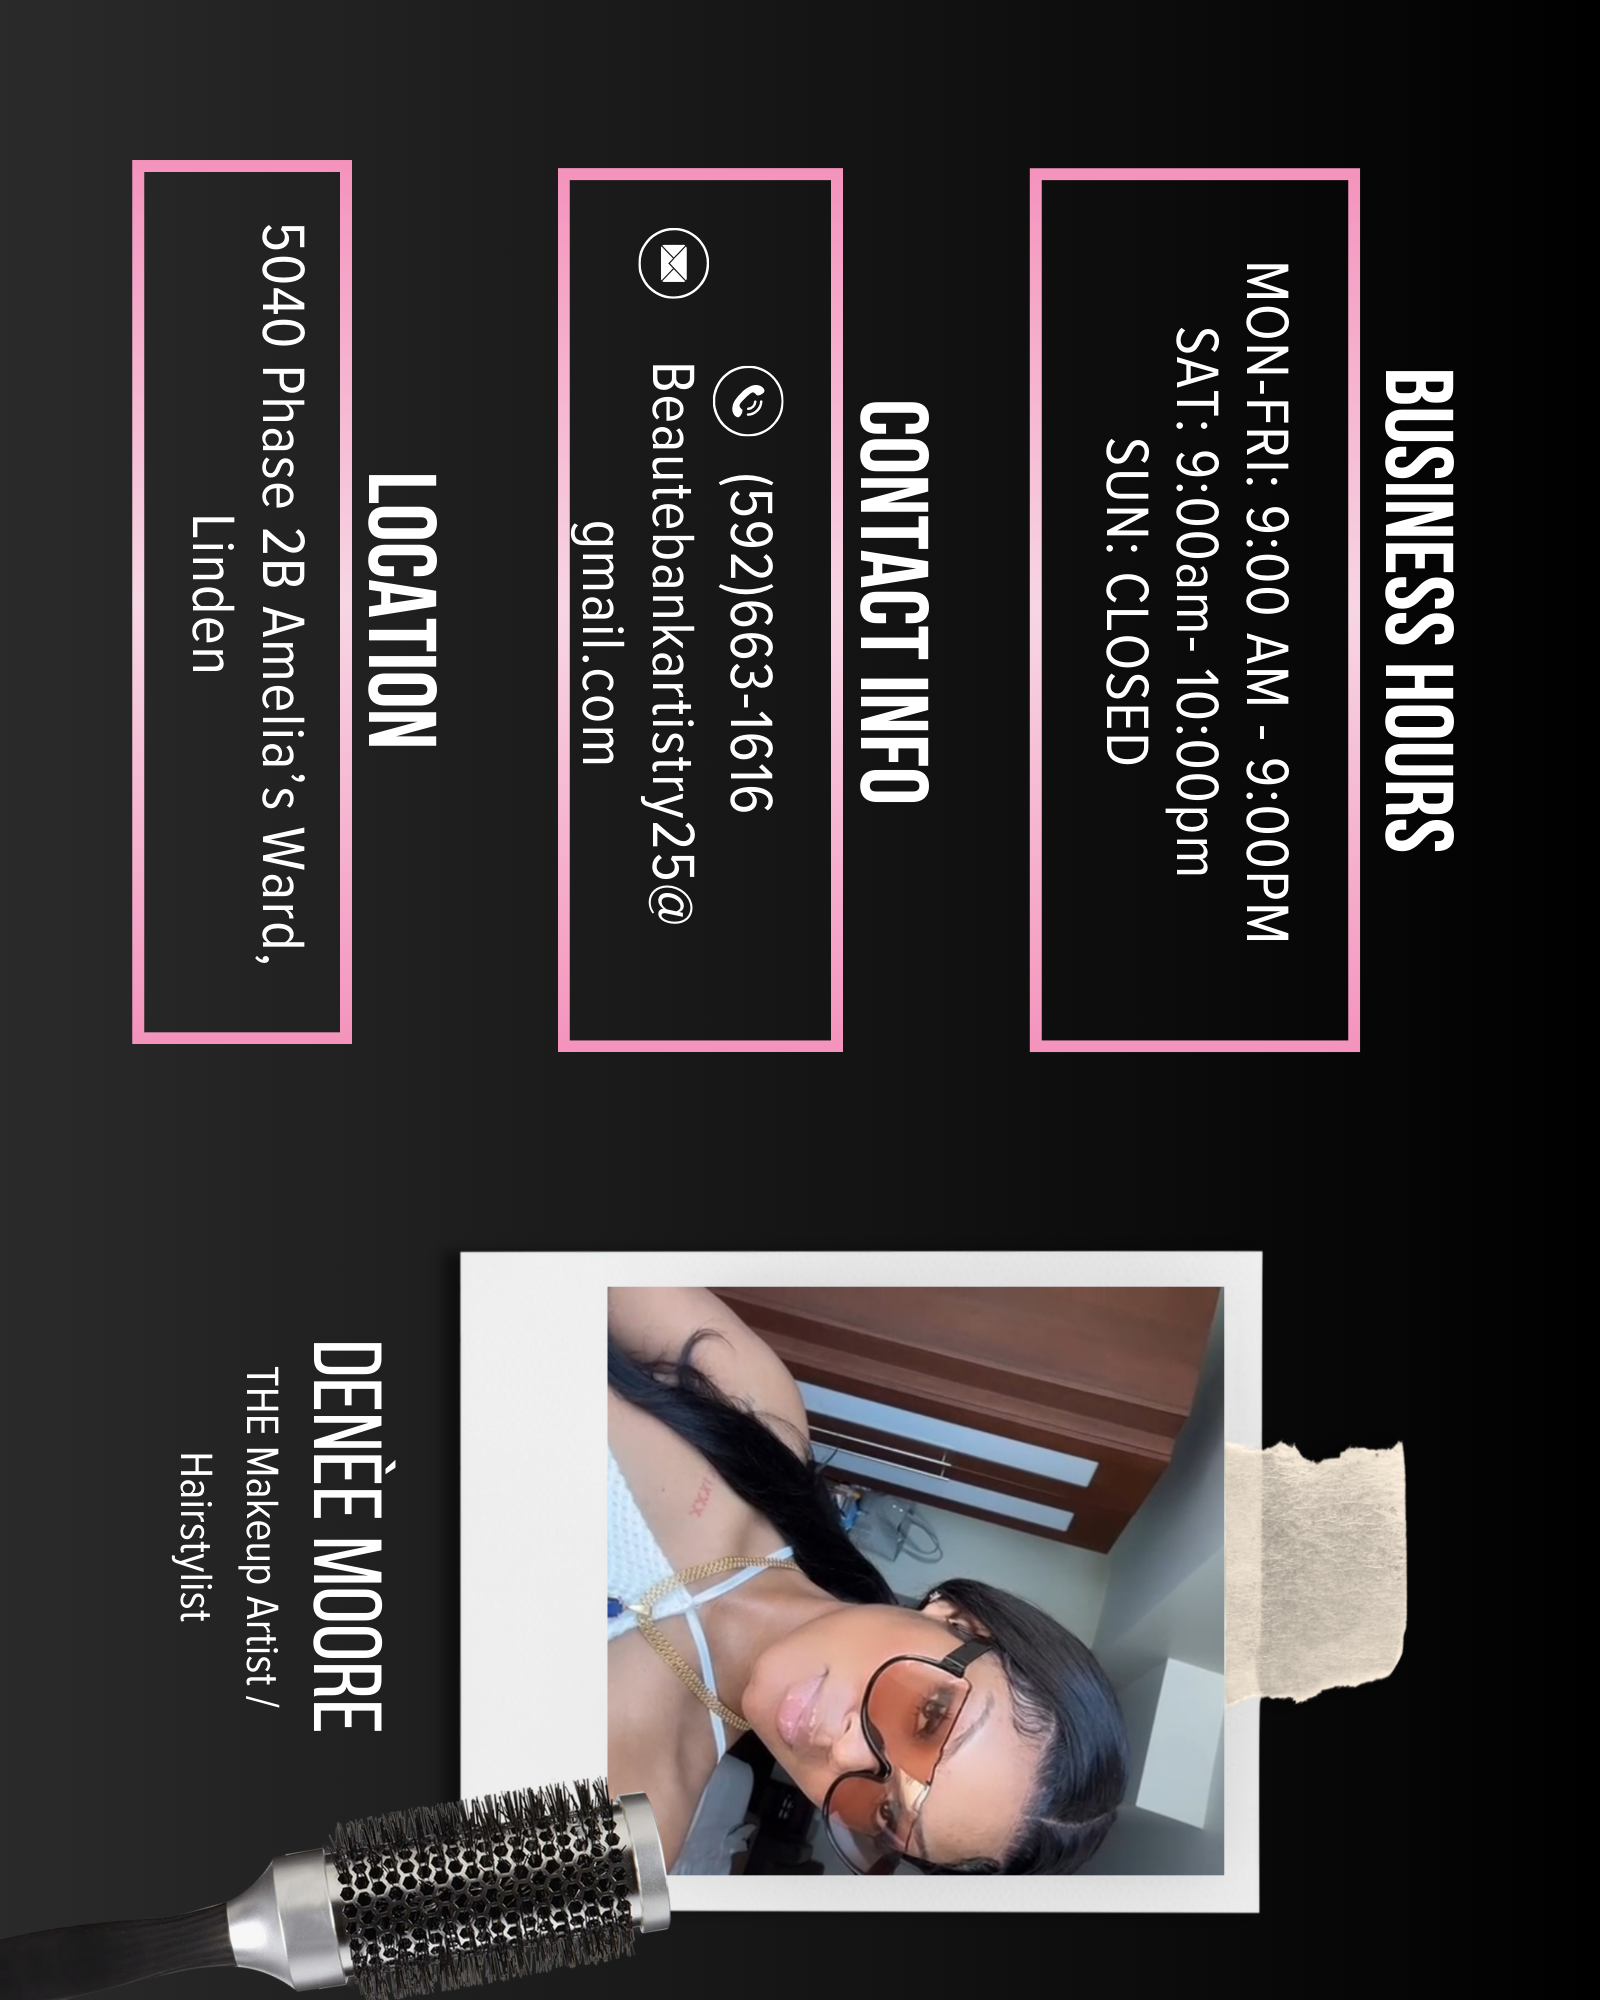 BUSINESS HOURS
MON-FRI: 9:00 AM - 9:00PM
SAT: 9:00am- 10:00pm
SUN: CLOSED
CONTACT INFO
(592)663-1616
Beautebankartistry25@
gmail.com
LOCATION
5040 Phase 2B Amelia’s Ward,
Linden
DENÈE MOORE
THE Makeup Artist /
Hairstylist